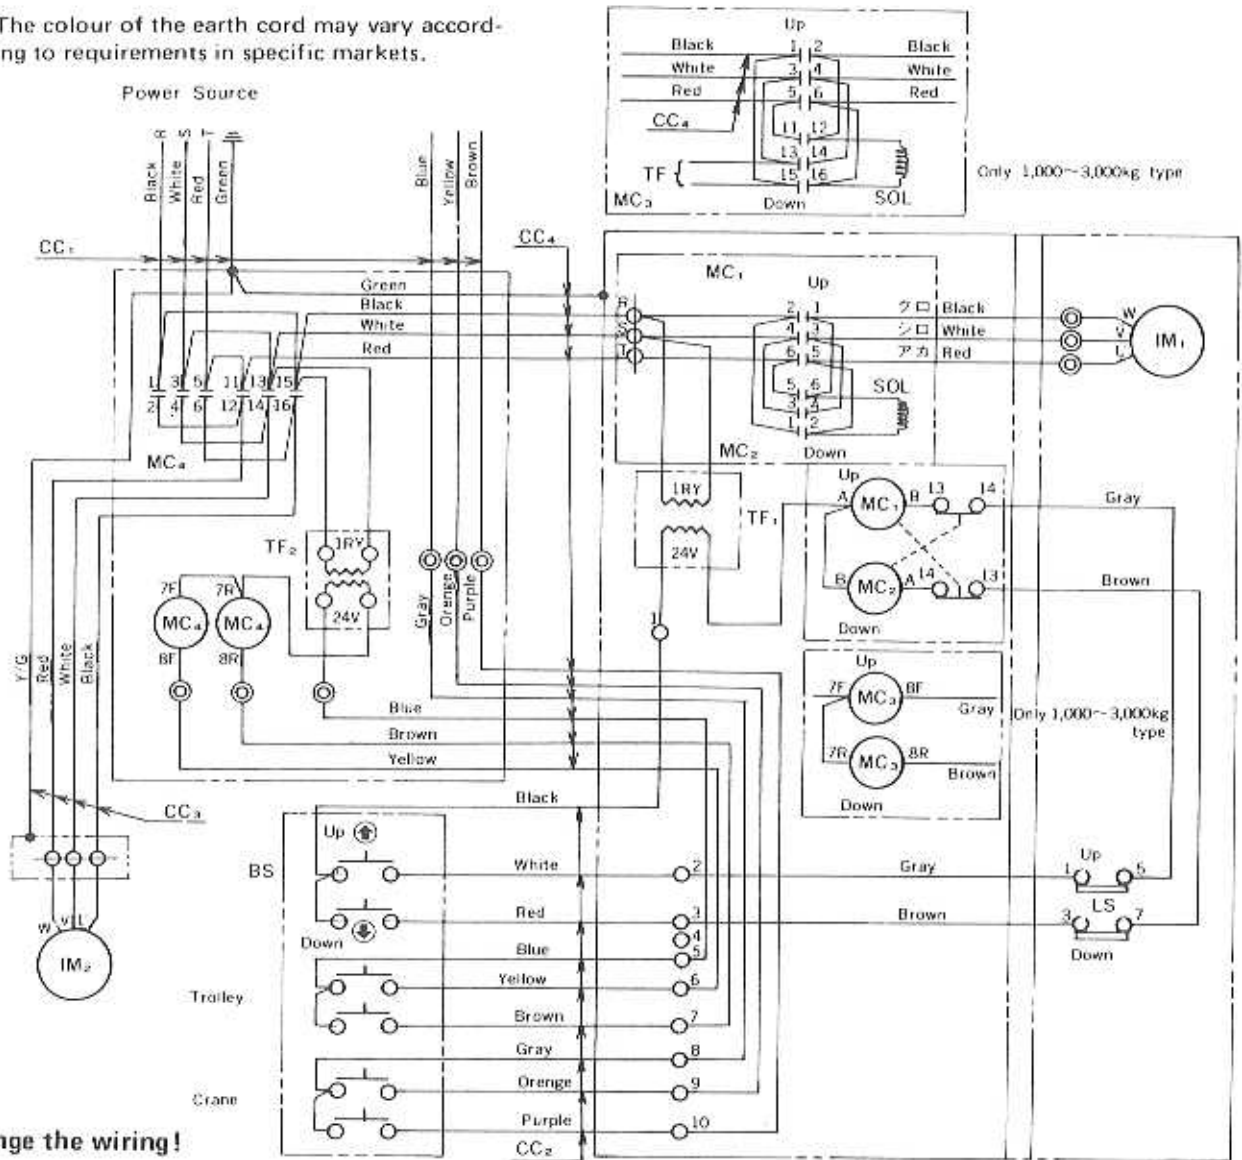 The colour of the earth cord may vary accord-
ng to requirements in specific markets.
Power Source
R S T
Black
White
Red
Green
Blue
Yellow
Brown
CC₁
CC₄
Up
Black 1 2 Black
White 3 4 White
Red 5 6 Red
CC₄
11 12
13 14
TF { 15 16
MC₃ Down SOL
Only 1,000~3,000kg type
Green
Black
White
Red
R
S
T
MC₁
Up
2 1 クロ Black
4 3 シロ White
6 5 アカ Red
5 6
3 4
1 2
SOL
MC₂ Down
W
V
U
IM₁
1 3 5 11 13 15
2 4 6 12 14 16
MC₄
TF₂
1RY
24V
7F 7R
MC₄ MC₄
8F 8R
Gray
Orenge
Purple
1RY
TF₁
24V
1
Up
A MC₁ B 13 14
Gray
B MC₂ A 14 13
Brown
Down
Up
7F MC₃ 8F
Gray
7R MC₃ 8R
Brown
Down
Only 1,000~3,000kg
type
Y/G
Red
White
Black
Blue
Brown
Yellow
CC₃
W V U
IM₂
Black
BS
Up
White 2 Gray
Up
1 5
Red 3 Brown
LS
3 7
Down
Down
4
Blue 5
Trolley
Yellow 6
Brown 7
Gray 8
Crane
Orenge 9
Purple 10
CC₂
nge the wiring!